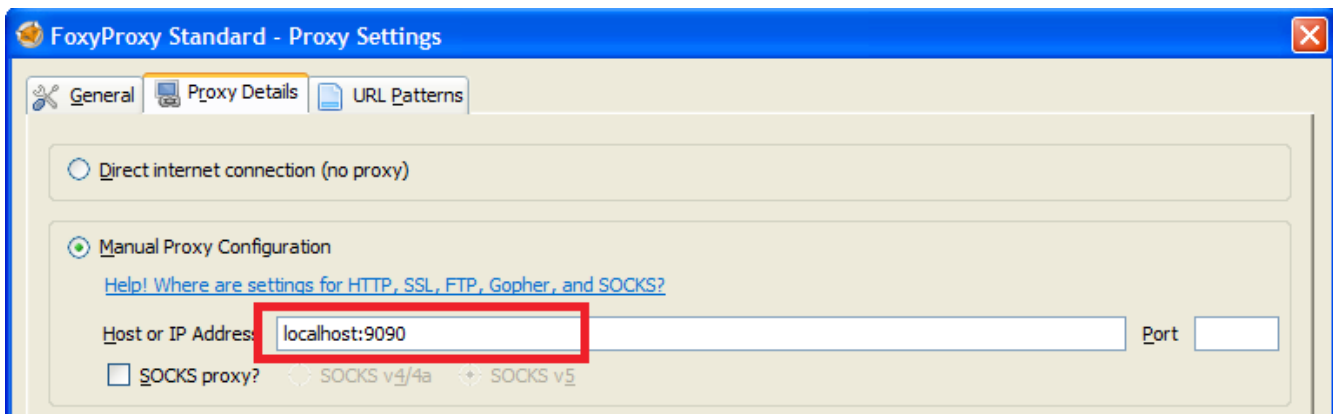 FoxyProxy Standard - Proxy Settings
General Proxy Details URL Patterns
Direct internet connection (no proxy)
Manual Proxy Configuration
Help! Where are settings for HTTP, SSL, FTP, Gopher, and SOCKS?
Host or IP Address localhost:9090 Port
SOCKS proxy? SOCKS v4/4a SOCKS v5